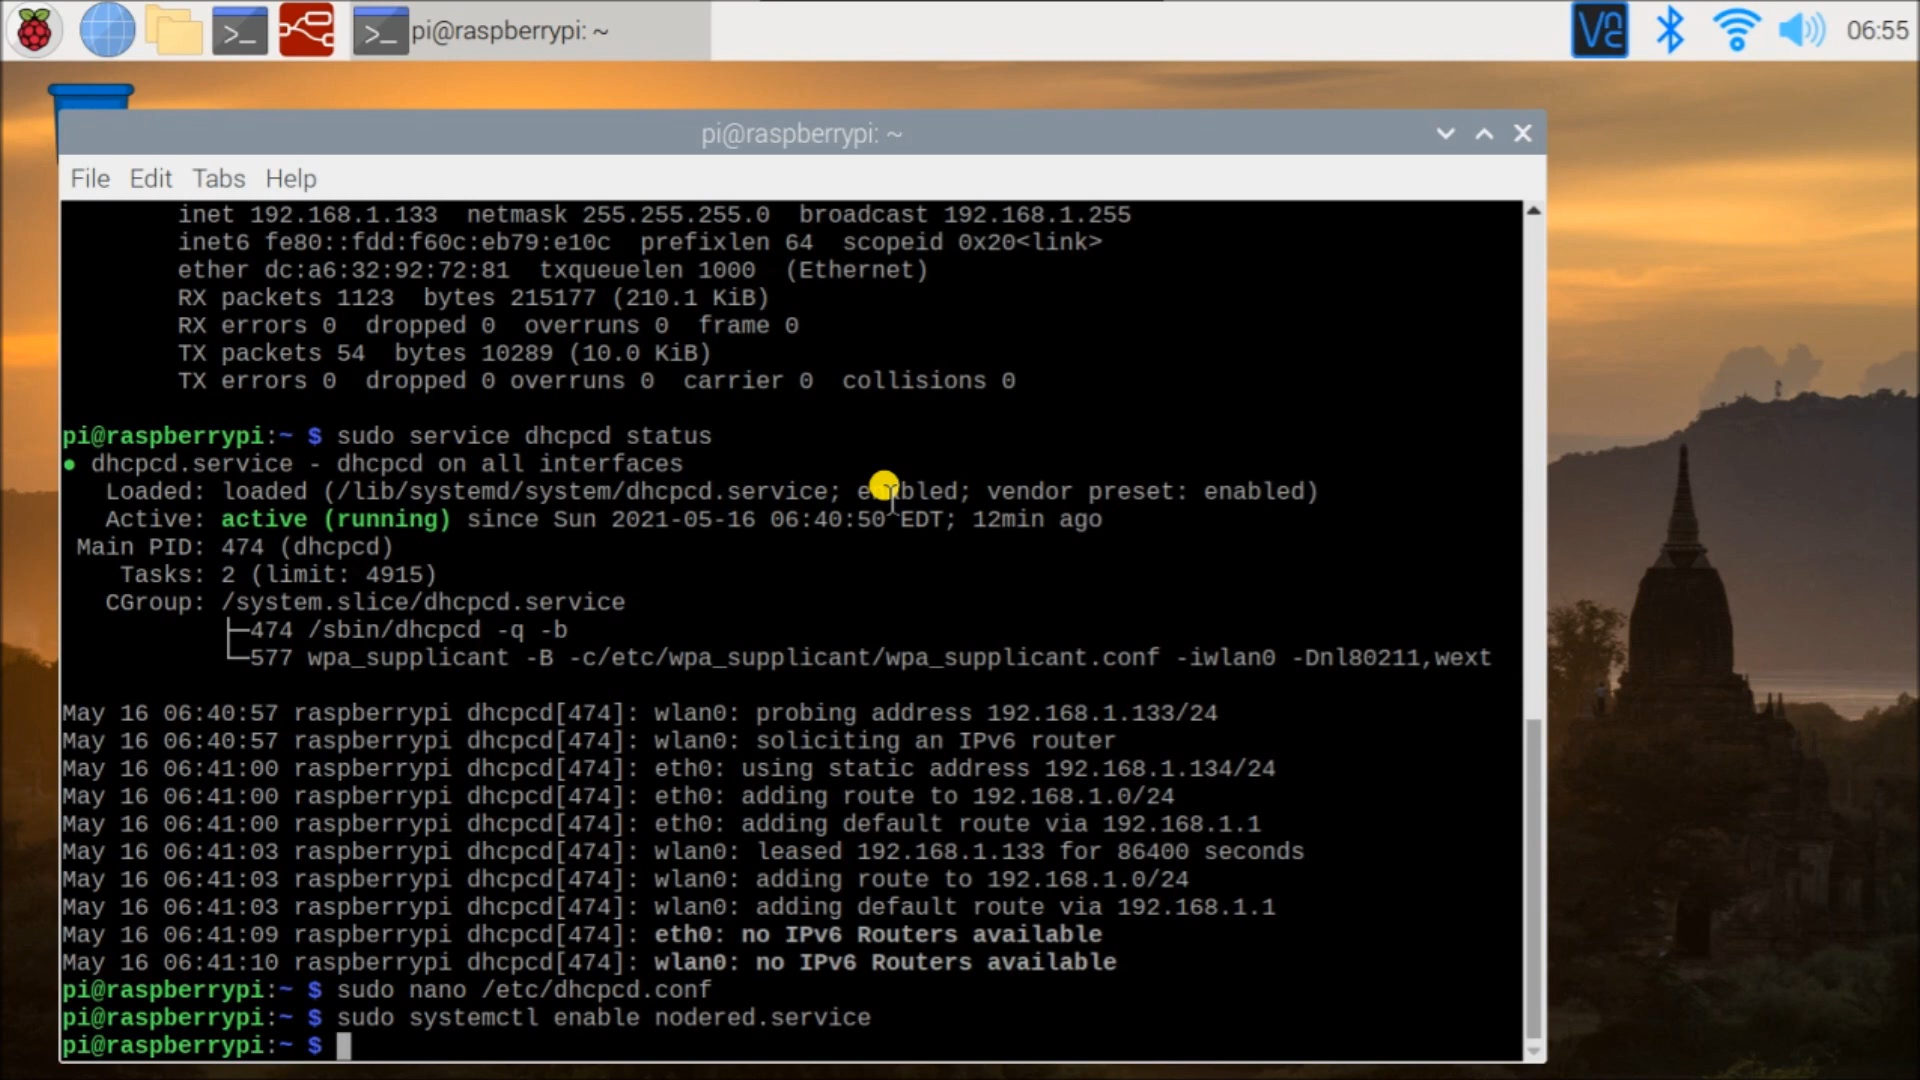 pi@raspberrypi: ~
VNC
06:55
pi@raspberrypi: ~
File Edit Tabs Help
inet 192.168.1.133  netmask 255.255.255.0  broadcast 192.168.1.255
inet6 fe80::fdd:f60c:eb79:e10c  prefixlen 64  scopeid 0x20<link>
ether dc:a6:32:92:72:81  txqueuelen 1000  (Ethernet)
RX packets 1123  bytes 215177 (210.1 KiB)
RX errors 0  dropped 0  overruns 0  frame 0
TX packets 54  bytes 10289 (10.0 KiB)
TX errors 0  dropped 0 overruns 0  carrier 0  collisions 0
pi@raspberrypi:~ $ sudo service dhcpcd status
● dhcpcd.service - dhcpcd on all interfaces
Loaded: loaded (/lib/systemd/system/dhcpcd.service; enabled; vendor preset: enabled)
Active: active (running) since Sun 2021-05-16 06:40:50 EDT; 12min ago
Main PID: 474 (dhcpcd)
Tasks: 2 (limit: 4915)
CGroup: /system.slice/dhcpcd.service
├─474 /sbin/dhcpcd -q -b
└─577 wpa_supplicant -B -c/etc/wpa_supplicant/wpa_supplicant.conf -iwlan0 -Dnl80211,wext
May 16 06:40:57 raspberrypi dhcpcd[474]: wlan0: probing address 192.168.1.133/24
May 16 06:40:57 raspberrypi dhcpcd[474]: wlan0: soliciting an IPv6 router
May 16 06:41:00 raspberrypi dhcpcd[474]: eth0: using static address 192.168.1.134/24
May 16 06:41:00 raspberrypi dhcpcd[474]: eth0: adding route to 192.168.1.0/24
May 16 06:41:00 raspberrypi dhcpcd[474]: eth0: adding default route via 192.168.1.1
May 16 06:41:03 raspberrypi dhcpcd[474]: wlan0: leased 192.168.1.133 for 86400 seconds
May 16 06:41:03 raspberrypi dhcpcd[474]: wlan0: adding route to 192.168.1.0/24
May 16 06:41:03 raspberrypi dhcpcd[474]: wlan0: adding default route via 192.168.1.1
May 16 06:41:09 raspberrypi dhcpcd[474]: eth0: no IPv6 Routers available
May 16 06:41:10 raspberrypi dhcpcd[474]: wlan0: no IPv6 Routers available
pi@raspberrypi:~ $ sudo nano /etc/dhcpcd.conf
pi@raspberrypi:~ $ sudo systemctl enable nodered.service
pi@raspberrypi:~ $